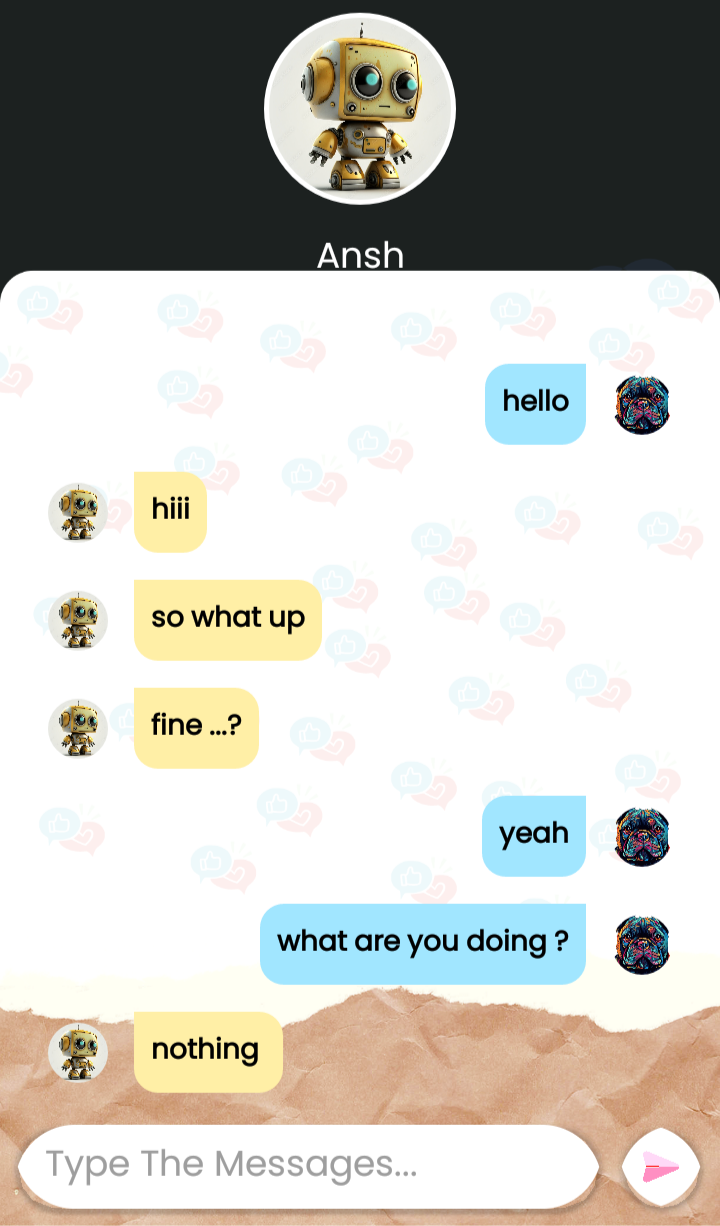 Ansh
hello
hiii
so what up
fine ...?
yeah
what are you doing ?
nothing
Type The Messages...